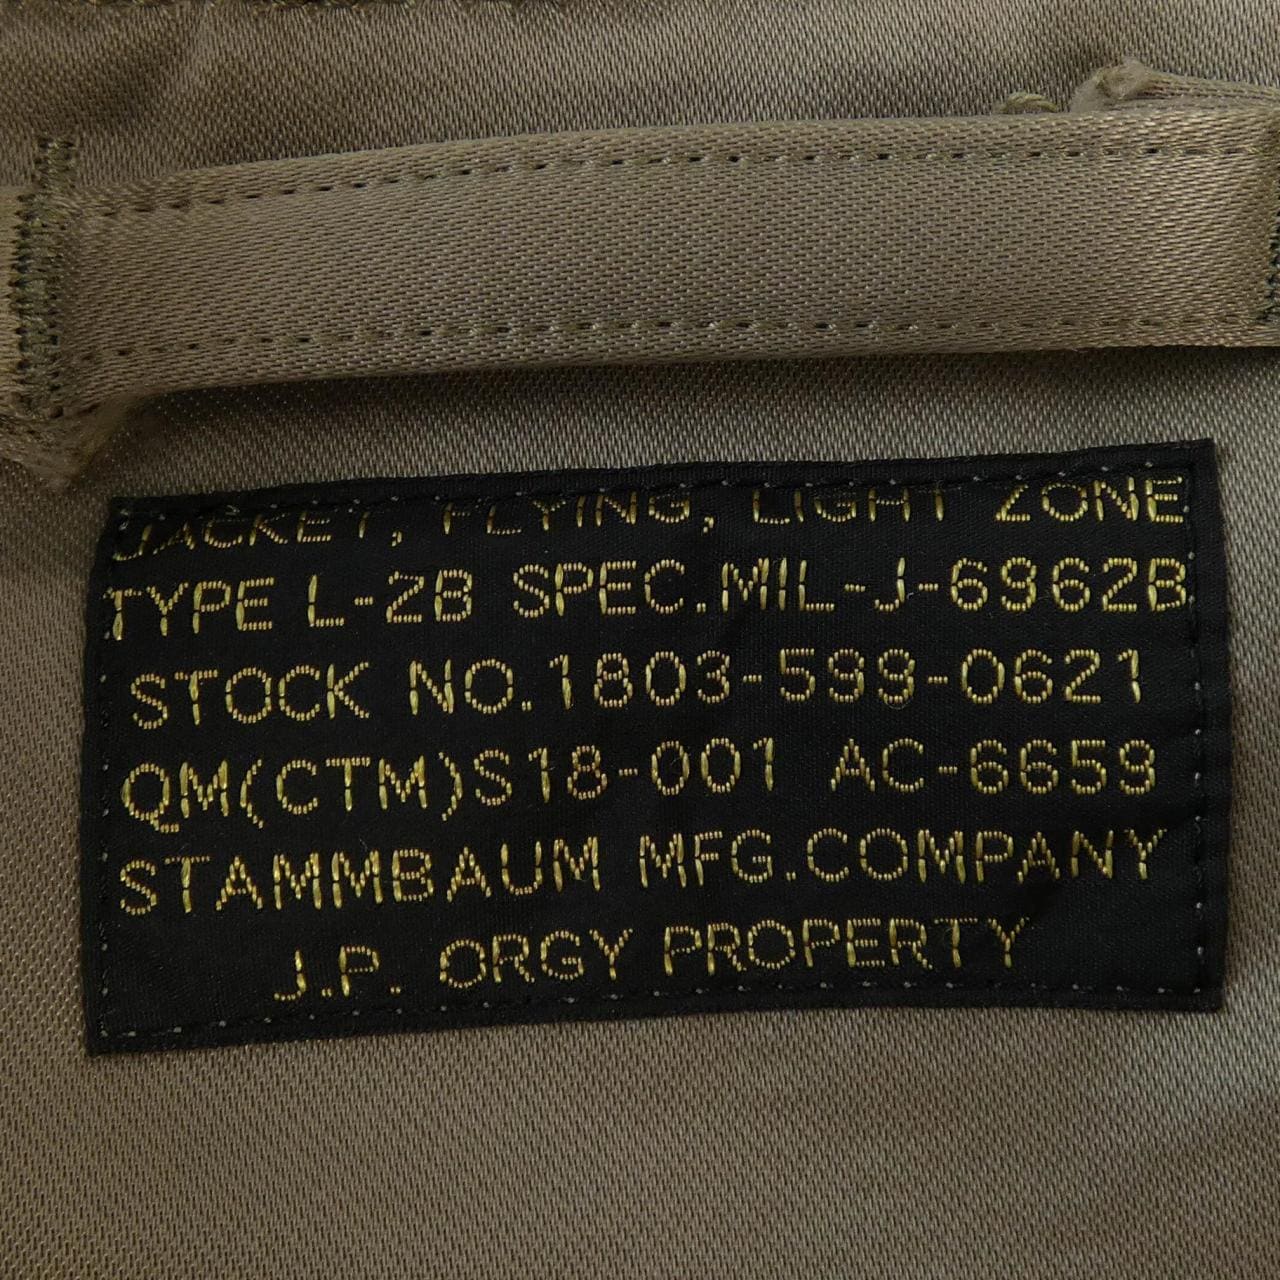 JACKET, FLYING, LIGHT ZONE
TYPE L-2B SPEC.MIL-J-6962B
STOCK NO.1803-599-0621
QM(CTM)S18-001 AC-6659
STAMMBAUM MFG.COMPANY
J.P. ORGY PROPERTY